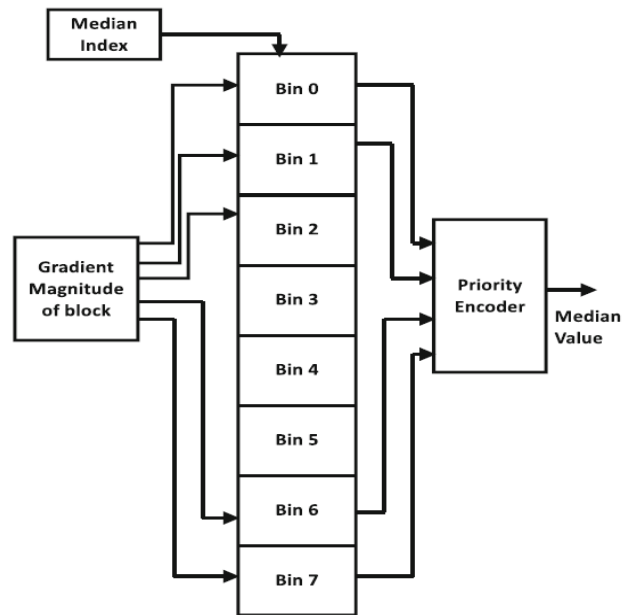 Median
Index
Bin 0
Bin 1
Bin 2
Bin 3
Bin 4
Bin 5
Bin 6
Bin 7
Gradient
Magnitude
of block
Priority
Encoder
Median
Value